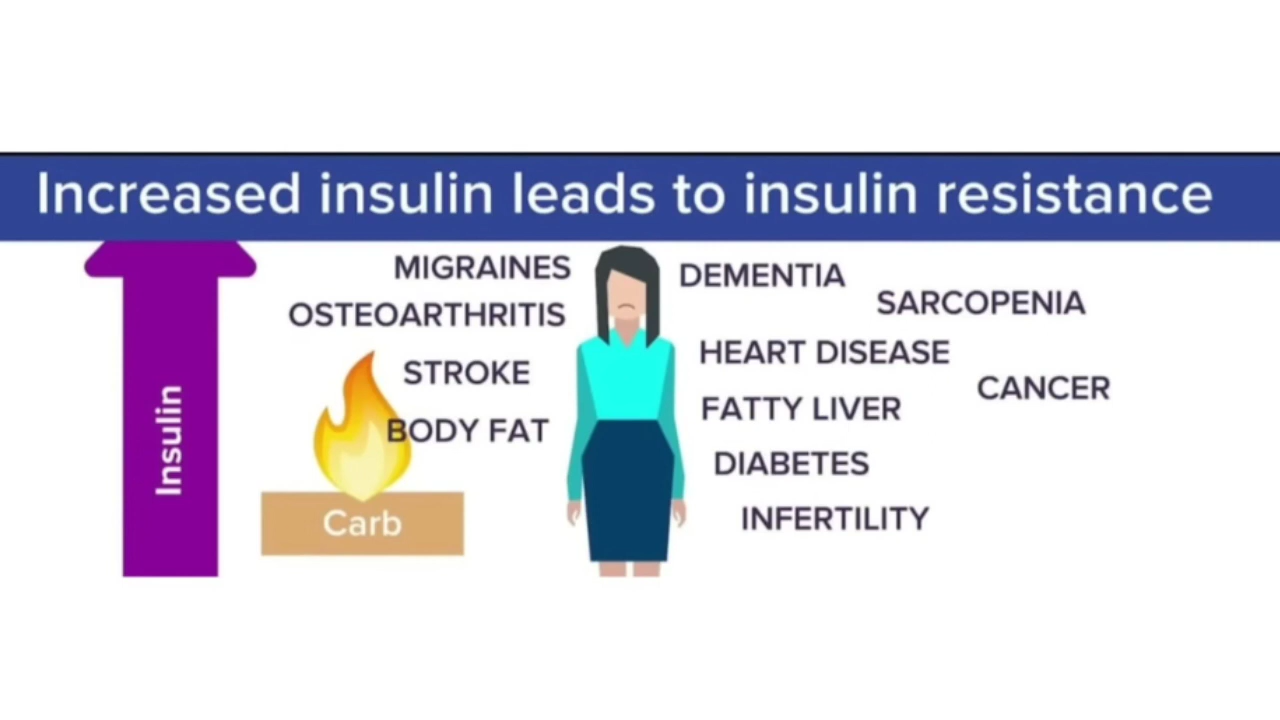 Increased insulin leads to insulin resistance
MIGRAINES
OSTEOARTHRITIS
STROKE
BODY FAT
DEMENTIA
SARCOPENIA
HEART DISEASE
CANCER
FATTY LIVER
DIABETES
INFERTILITY
Insulin
Carb